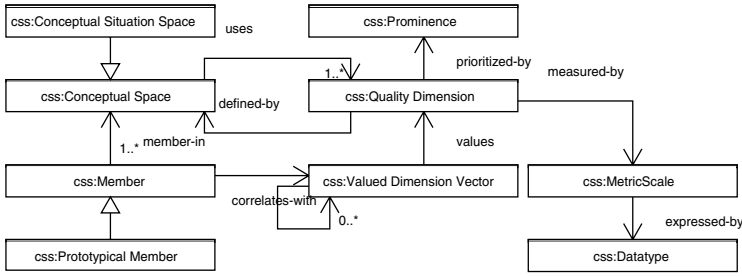 css:Conceptual Situation Space
uses
css:Prominence
prioritized-by
measured-by
1..*
css:Conceptual Space
defined-by
css:Quality Dimension
1..*
member-in
values
css:Member
css:Valued Dimension Vector
css:MetricScale
correlates-with
0..*
expressed-by
css:Prototypical Member
css:Datatype